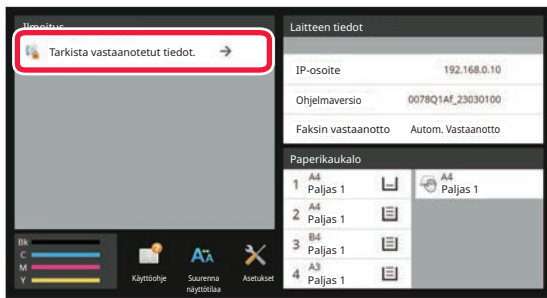 Ilmoitus
Tarkista vastaanotetut tiedot.
Laitteen tiedot
IP-osoite 192.168.0.10
Ohjelmaversio 0078Q1Af_23030100
Faksin vastaanotto Autom. Vastaanotto
Paperikaukalo
1 A4
Paljas 1
A4
Paljas 1
2 A4
Paljas 1
3 B4
Paljas 1
4 A3
Paljas 1
Bk
C
M
Y
Käyttöohje
Suurenna
näyttötilaa
Asetukset